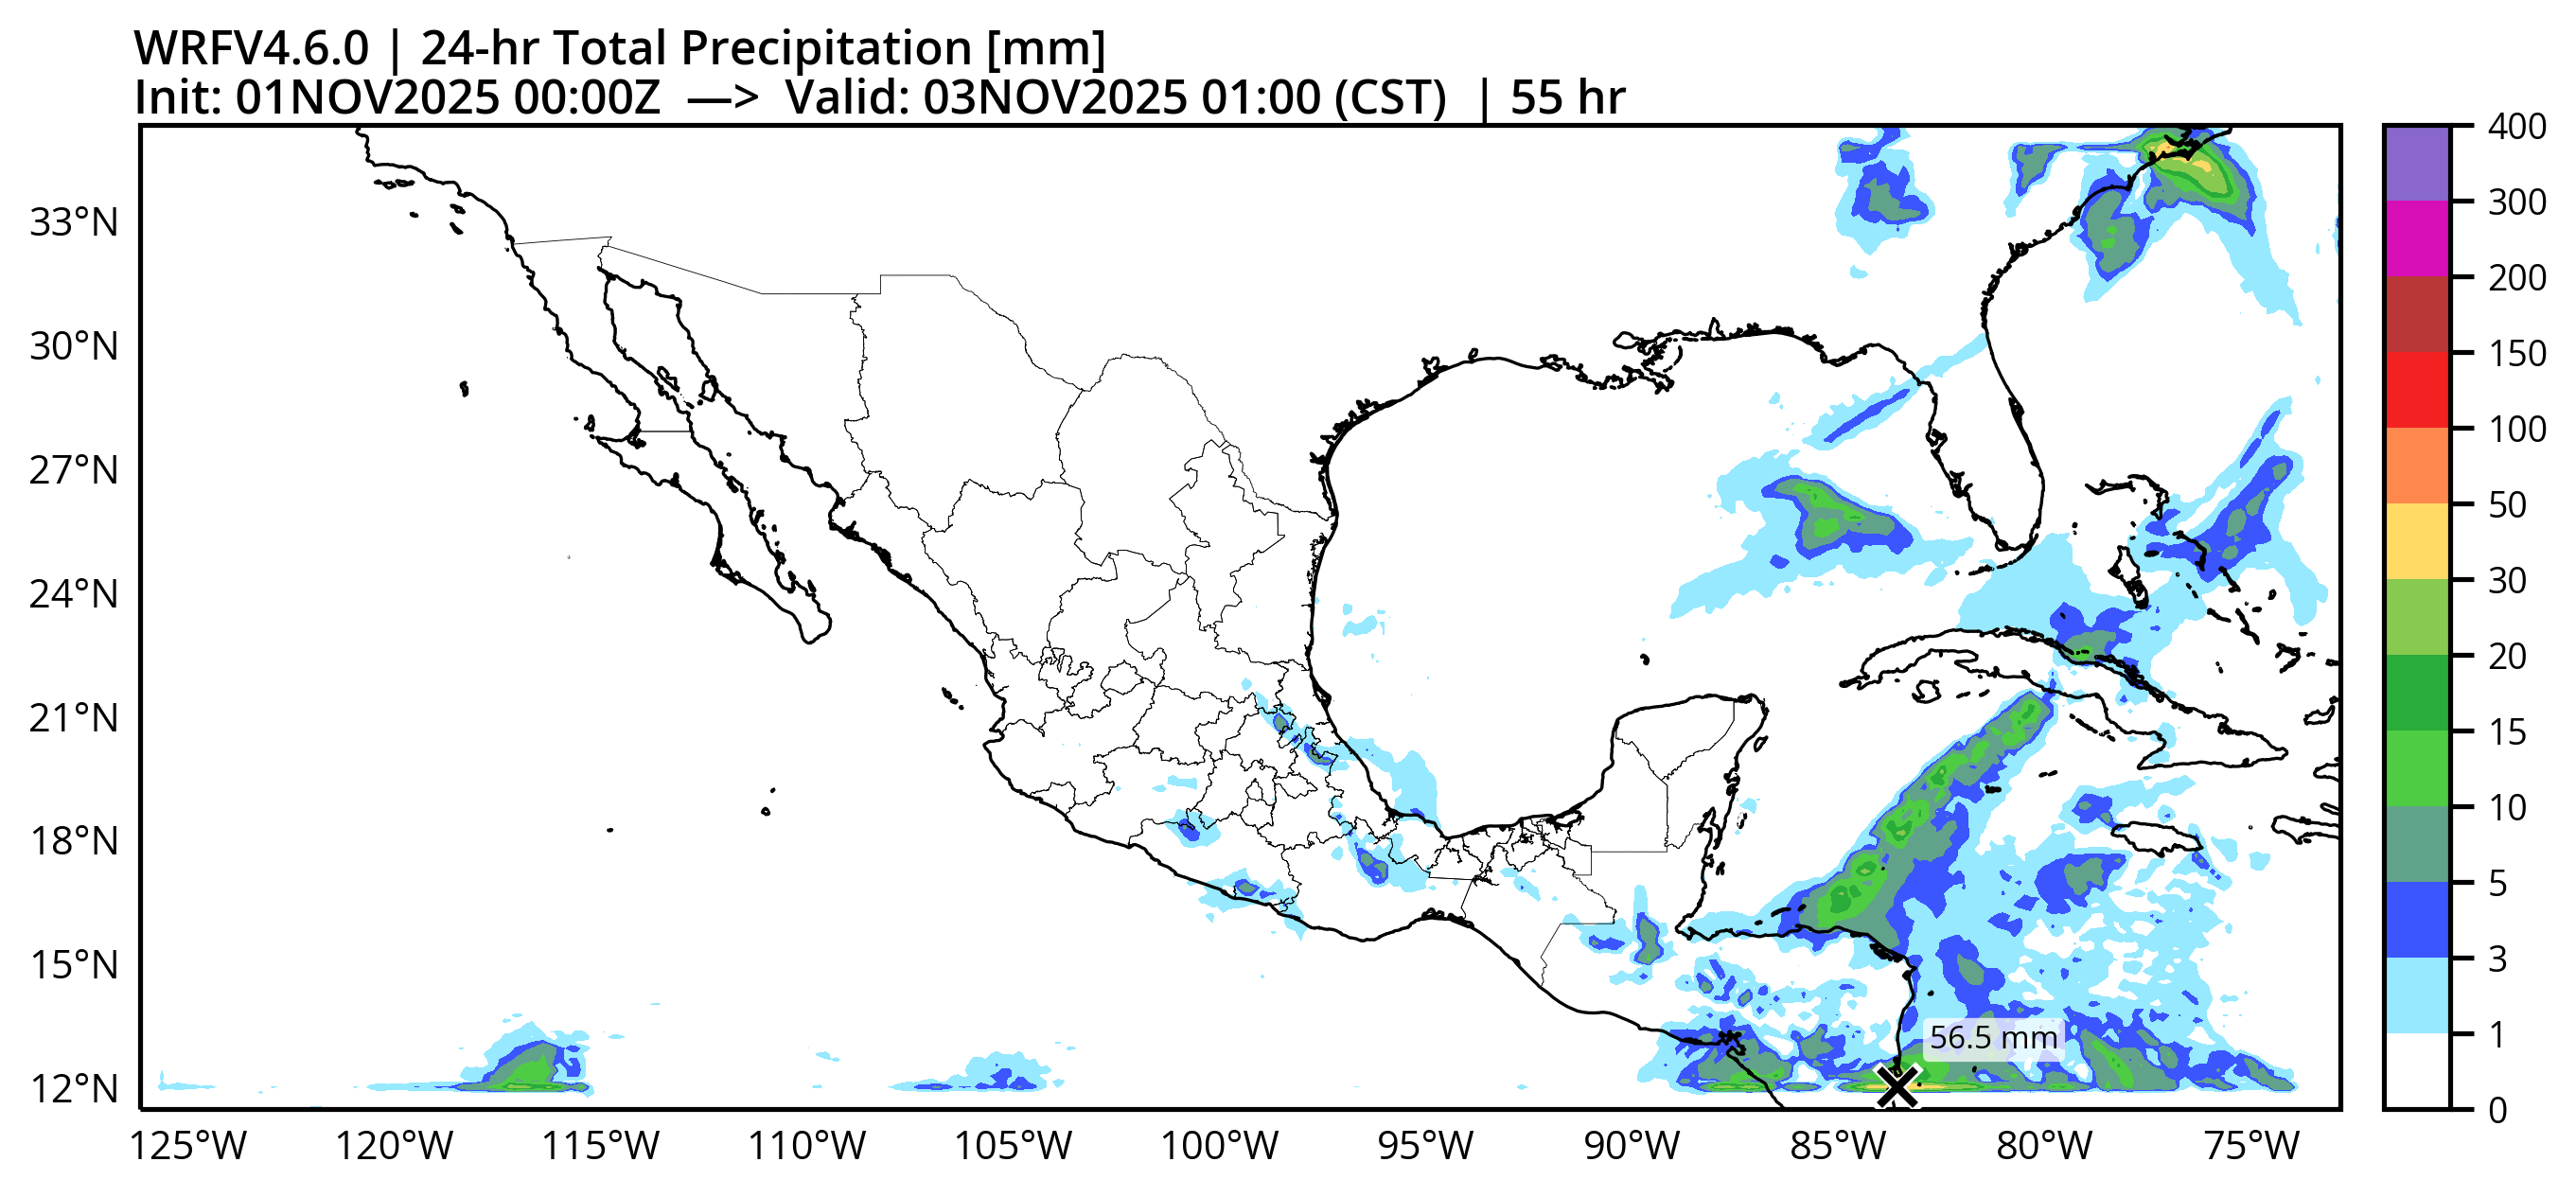 WRFV4.6.0 | 24-hr Total Precipitation [mm]
Init: 01NOV2025 00:00Z —> Valid: 03NOV2025 01:00 (CST) | 55 hr
33°N
30°N
27°N
24°N
21°N
18°N
15°N
12°N
125°W 120°W 115°W 110°W 105°W 100°W 95°W 90°W 85°W 80°W 75°W
56.5 mm
400
300
200
150
100
50
30
20
15
10
5
3
1
0